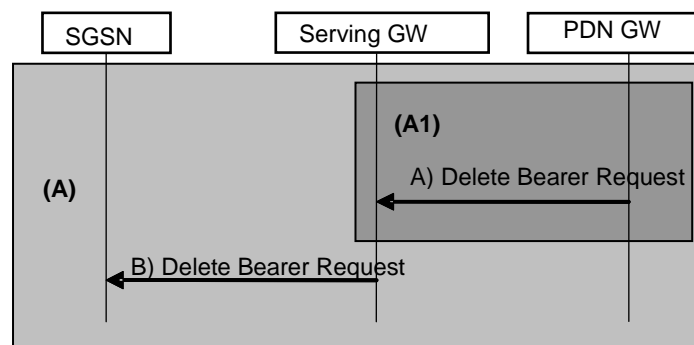 SGSN
Serving GW
PDN GW
(A1)
(A)
A) Delete Bearer Request
B) Delete Bearer Request